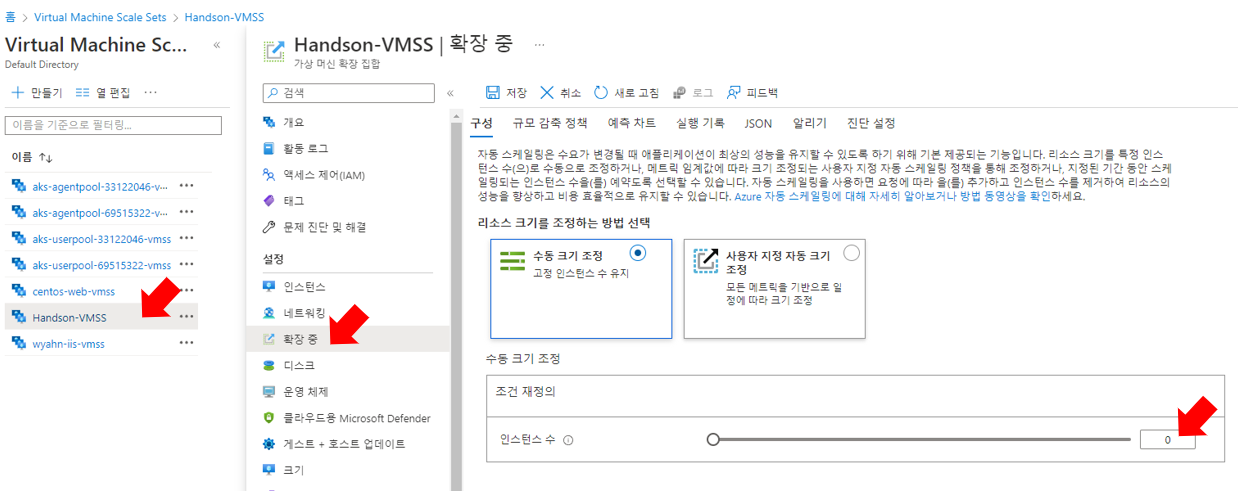 홈 > Virtual Machine Scale Sets > Handson-VMSS
Virtual Machine Sc... «
Default Directory
만들기 열 편집 ...
이름을 기준으로 필터링...
이름 ↑↓
aks-agentpool-33122046-v... ...
aks-agentpool-69515322-v... ...
aks-userpool-33122046-vmss ...
aks-userpool-69515322-vmss ...
centos-web-vmss ...
Handson-VMSS ...
wyahn-iis-vmss ...
Handson-VMSS | 확장 중 ...
가상 머신 확장 집합
검색 «
개요
활동 로그
액세스 제어(IAM)
태그
문제 진단 및 해결
설정
인스턴스
네트워킹
확장 중
디스크
운영 체제
클라우드용 Microsoft Defender
게스트 + 호스트 업데이트
크기
저장 취소 새로 고침 로그 피드백
구성 규모 감축 정책 예측 차트 실행 기록 JSON 알리기 진단 설정
자동 스케일링은 수요가 변경될 때 애플리케이션이 최상의 성능을 유지할 수 있도록 하기 위해 기본 제공되는 기능입니다. 리소스 크기를 특정 인스
턴스 수(으)로 수동으로 조정하거나, 메트릭 임계값에 따라 크기 조정되는 사용자 지정 자동 스케일링 정책을 통해 조정하거나, 지정된 기간 동안 스케
일링되는 인스턴스 수을(를) 예약도록 선택할 수 있습니다. 자동 스케일링을 사용하면 요청에 따라 을(를) 추가하고 인스턴스 수를 제거하여 리소스의
성능을 향상하고 비용 효율적으로 유지할 수 있습니다. Azure 자동 스케일링에 대해 자세히 알아보거나 방법 동영상을 확인하세요.
리소스 크기를 조정하는 방법 선택
수동 크기 조정
고정 인스턴스 수 유지
사용자 지정 자동 크기
조정
모든 메트릭을 기반으로 일
정에 따라 크기 조정
수동 크기 조정
조건 재정의
인스턴스 수 0